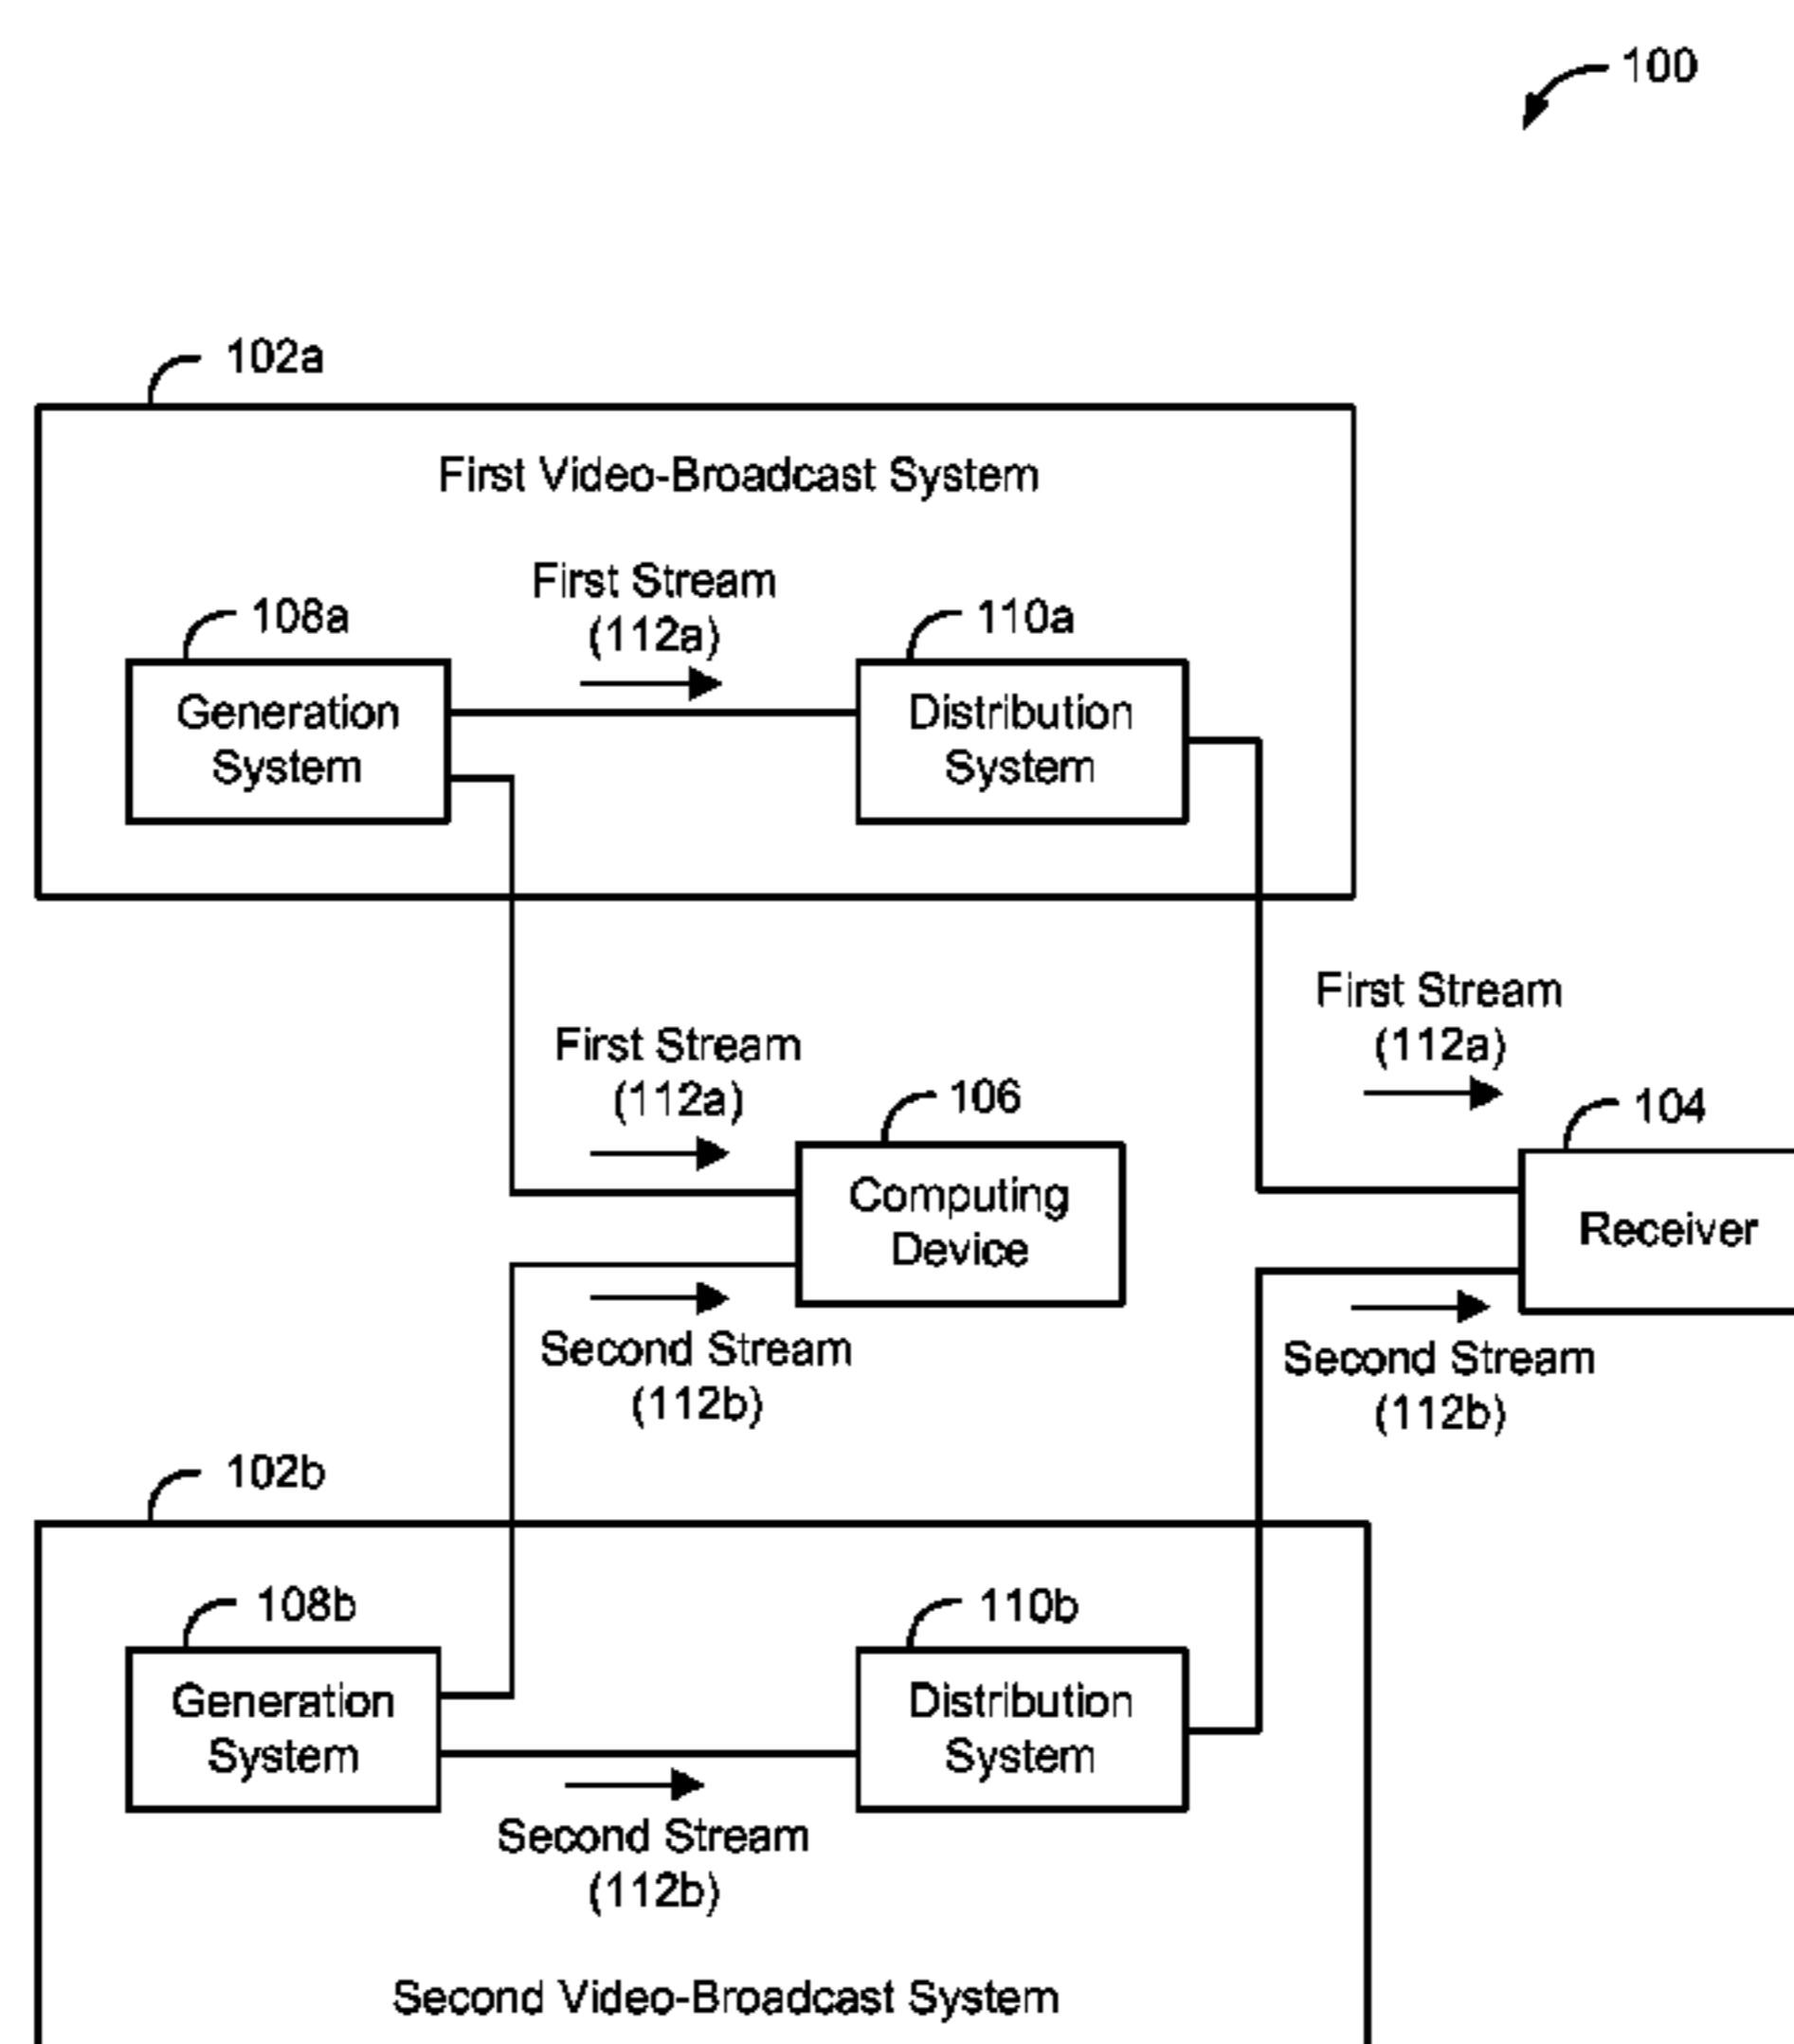 100
102a
First Video-Broadcast System
First Stream
(112a)
108a
110a
Generation
System
Distribution
System
First Stream
(112a)
First Stream
(112a)
106
104
Computing
Device
Receiver
Second Stream
(112b)
Second Stream
(112b)
102b
108b
110b
Generation
System
Distribution
System
Second Stream
(112b)
Second Video-Broadcast System